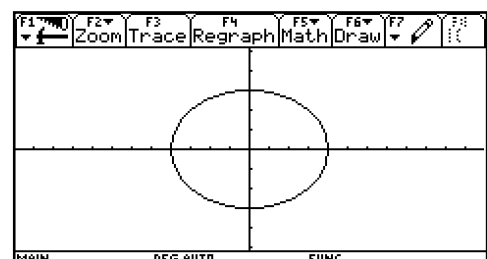 F1 F2 F3 F4 F5 F6 F7
Zoom Trace Regraph Math Draw
MAIN DEG AUTO FUNC